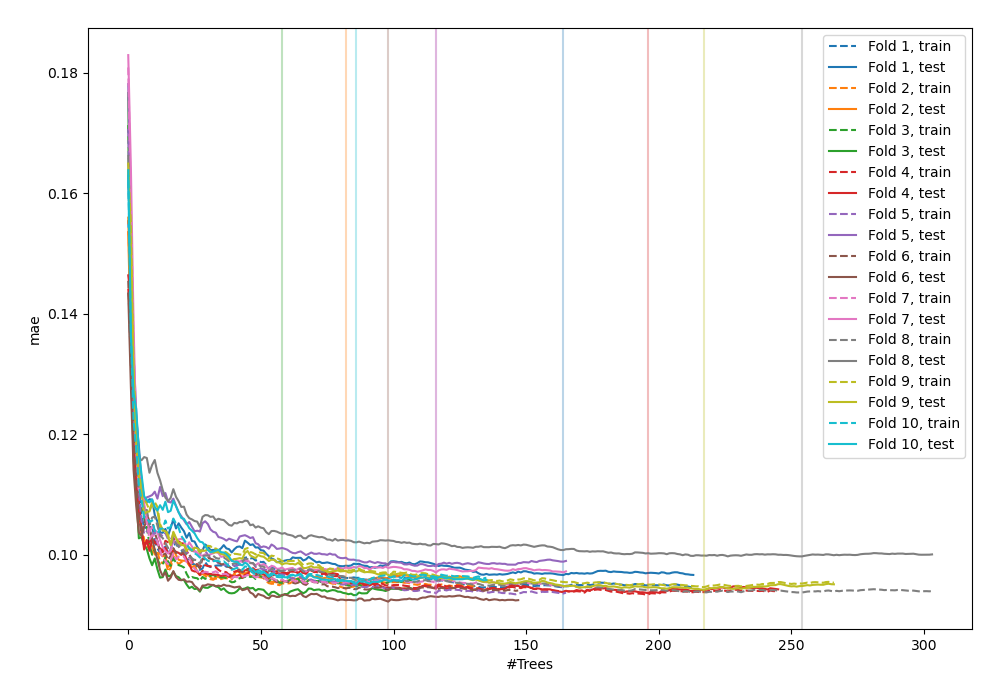 0.18
0.16
0.14
0.12
0.10
mae
0
50
100
150
200
250
300
#Trees
Fold 1, train
Fold 1, test
Fold 2, train
Fold 2, test
Fold 3, train
Fold 3, test
Fold 4, train
Fold 4, test
Fold 5, train
Fold 5, test
Fold 6, train
Fold 6, test
Fold 7, train
Fold 7, test
Fold 8, train
Fold 8, test
Fold 9, train
Fold 9, test
Fold 10, train
Fold 10, test